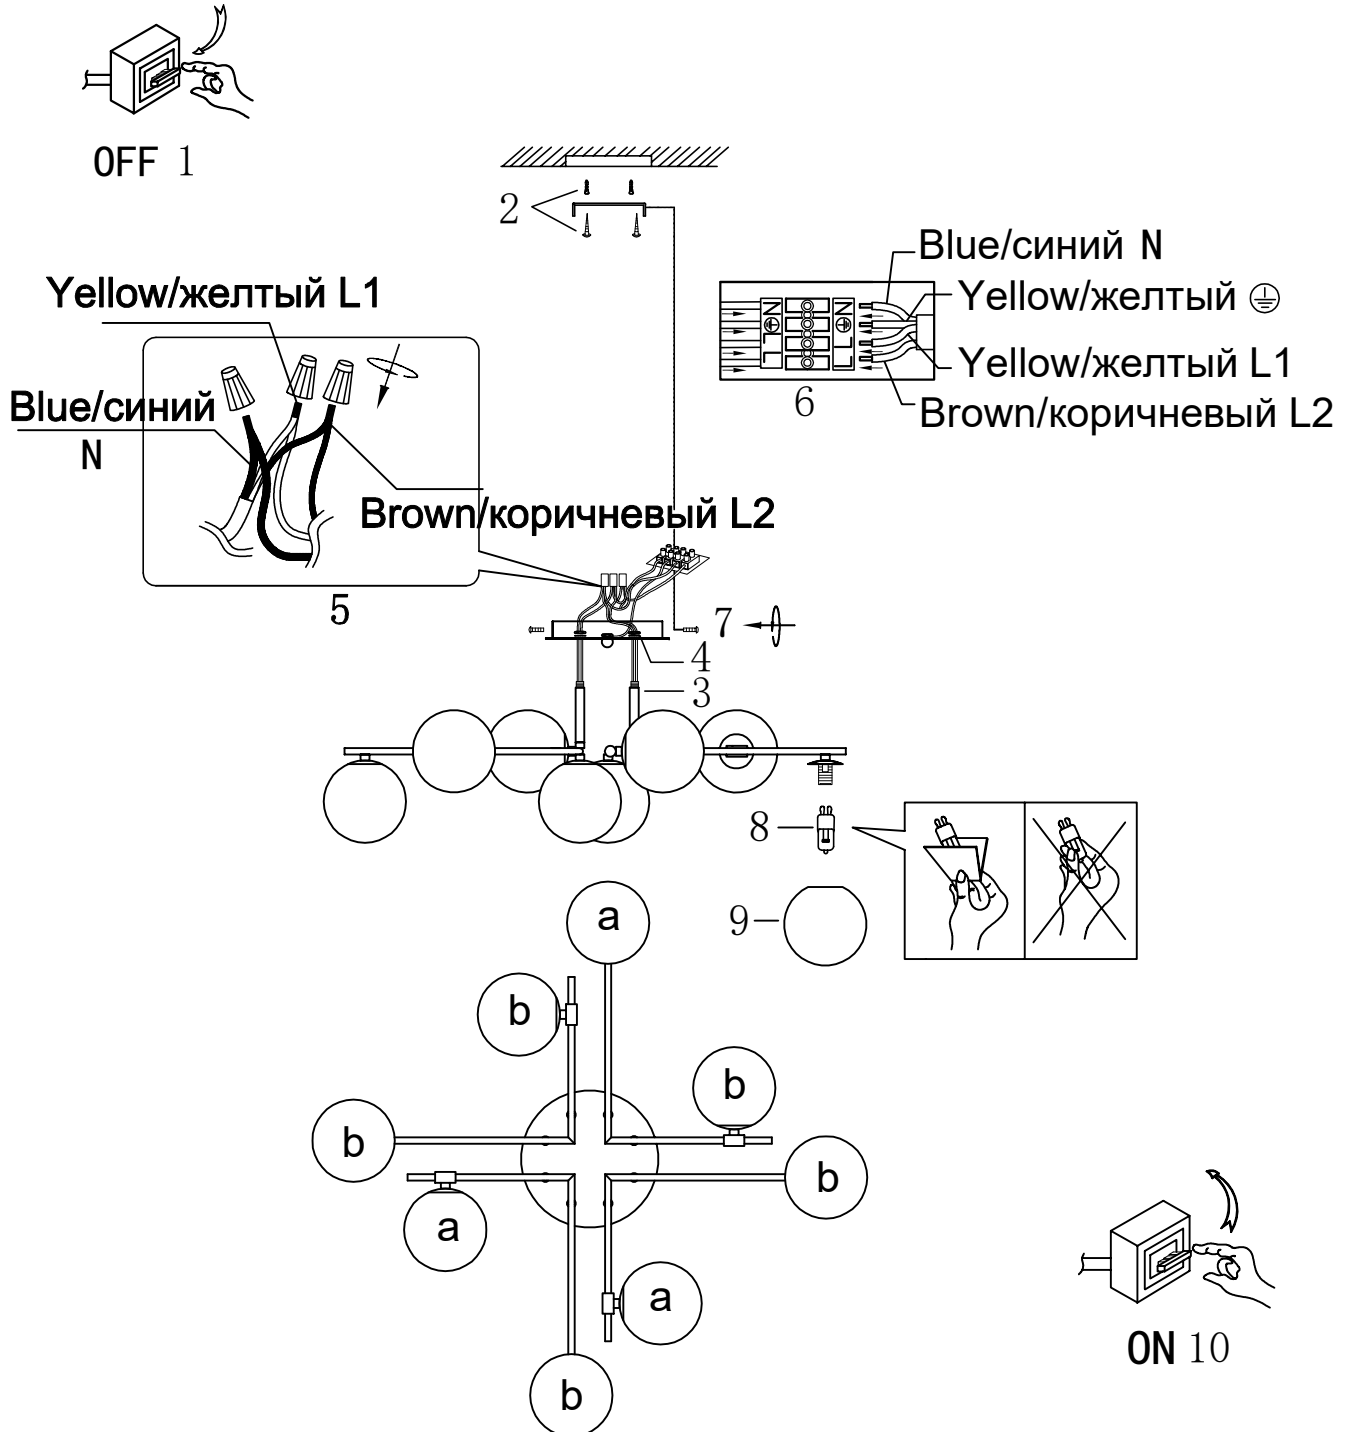 OFF 1
2
Blue/синий N
Yellow/желтый ⏚
Yellow/желтый L1
Brown/коричневый L2
N
L
L
N
L
L
6
Yellow/желтый L1
Blue/синий
N
Brown/коричневый L2
5
7
4
3
8
9
a
b
b
b
b
a
a
b
ON 10